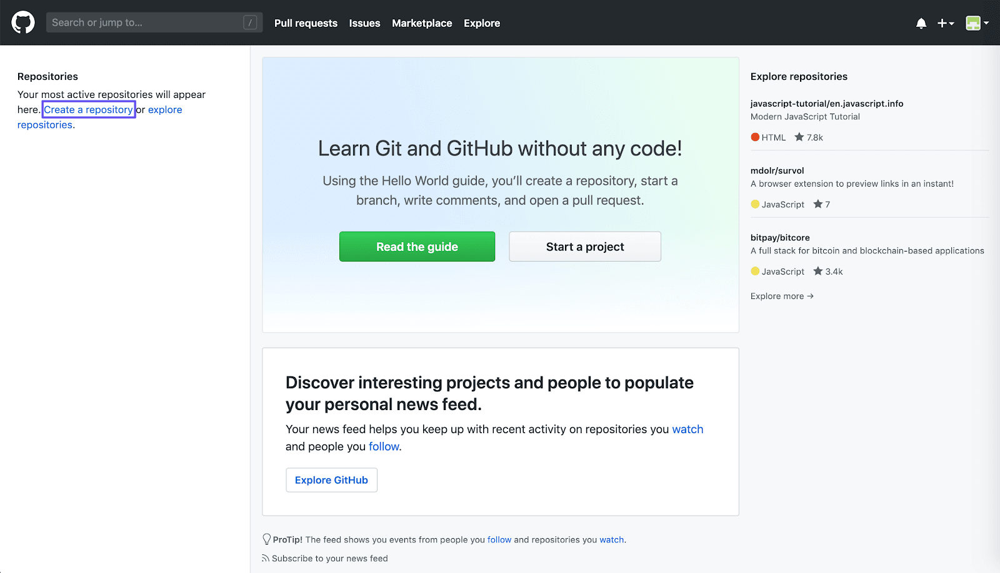 Search or jump to...
/
Pull requests
Issues
Marketplace
Explore
Repositories
Your most active repositories will appear
here. Create a repository or explore
repositories.
Learn Git and GitHub without any code!
Using the Hello World guide, you’ll create a repository, start a
branch, write comments, and open a pull request.
Read the guide
Start a project
Discover interesting projects and people to populate
your personal news feed.
Your news feed helps you keep up with recent activity on repositories you watch
and people you follow.
Explore GitHub
ProTip! The feed shows you events from people you follow and repositories you watch.
Subscribe to your news feed
Explore repositories
javascript-tutorial/en.javascript.info
Modern JavaScript Tutorial
HTML 7.8k
mdolr/survol
A browser extension to preview links in an instant!
JavaScript 7
bitpay/bitcore
A full stack for bitcoin and blockchain-based applications
JavaScript 3.4k
Explore more →